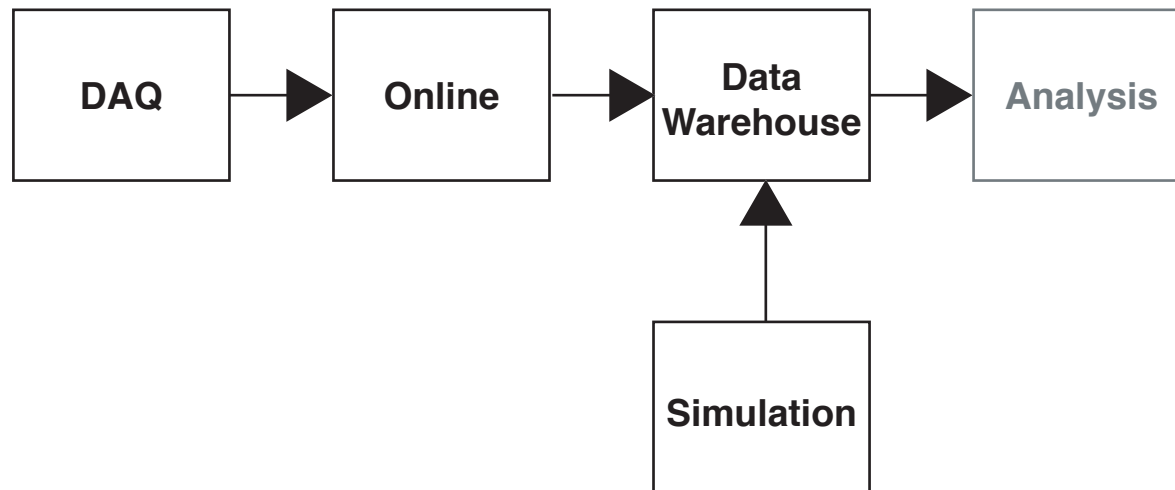 DAQ
Online
Data
Warehouse
Analysis
Simulation